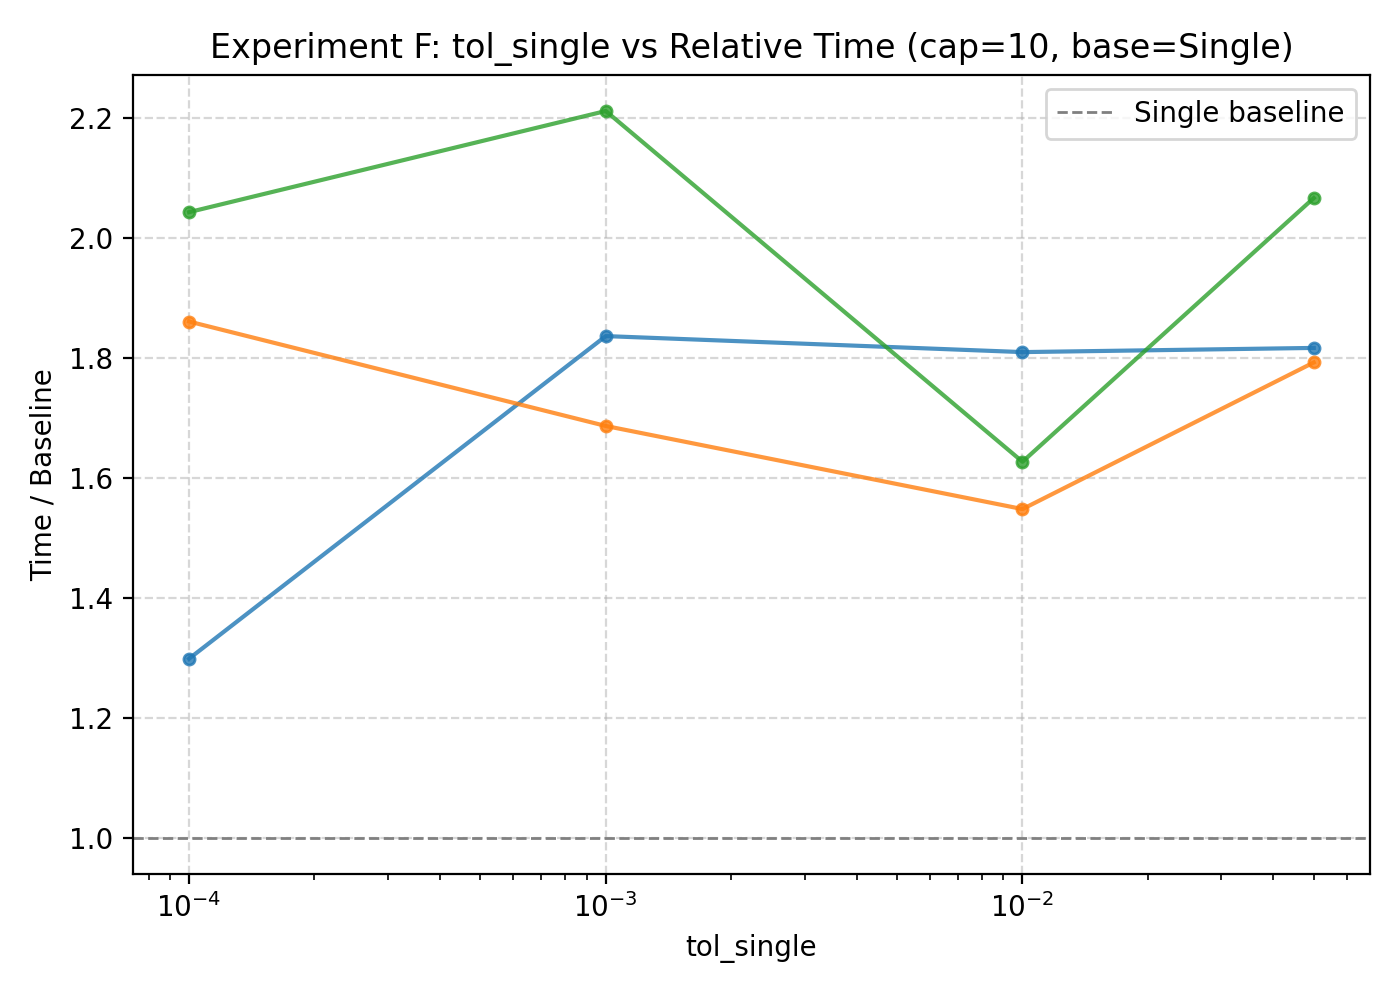 Experiment F: tol_single vs Relative Time (cap=10, base=Single)
Single baseline
Time / Baseline
2.2
2.0
1.8
1.6
1.4
1.2
1.0
10⁻⁴ 10⁻³ 10⁻²
tol_single